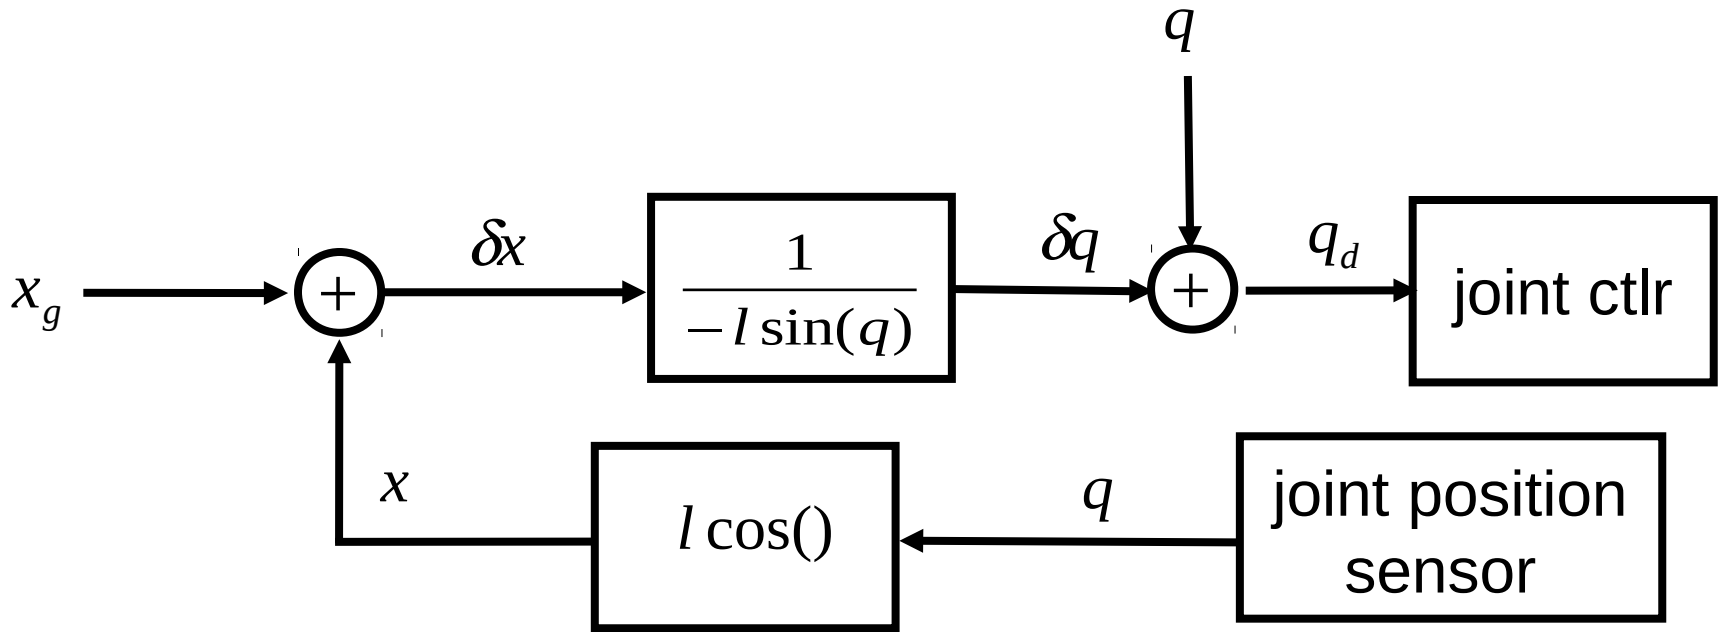 q
δx
δq
q_d
x_g
+
1
−l sin(q)
+
joint ctlr
x
l cos()
q
joint position
sensor